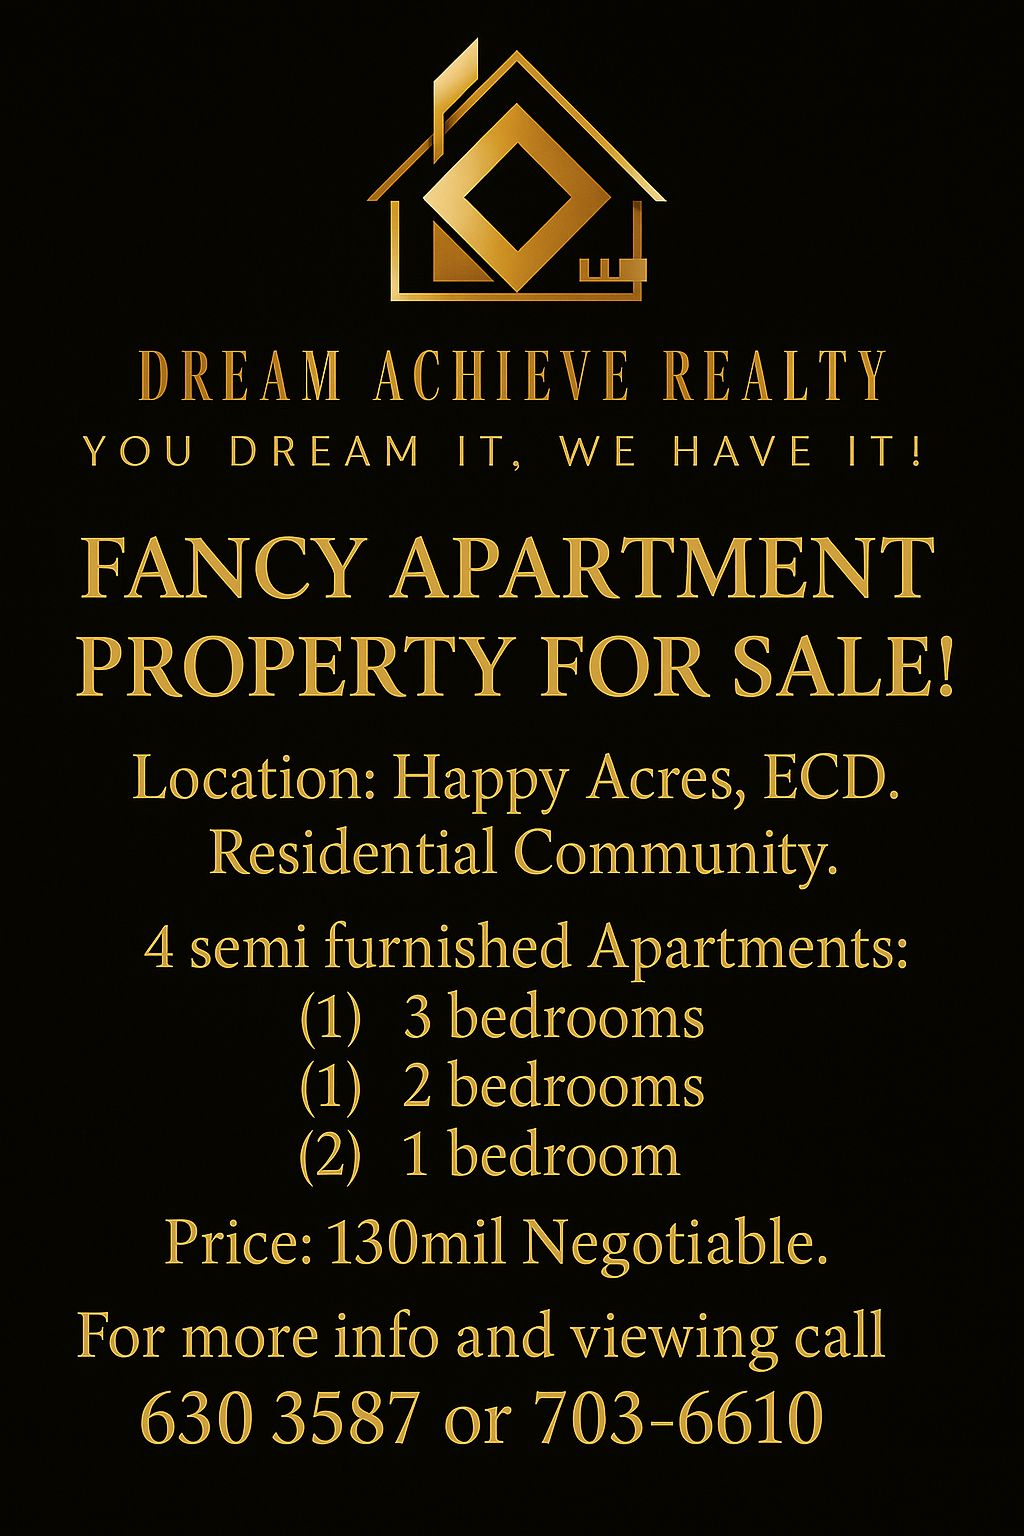 DREAM ACHIEVE REALTY
YOU DREAM IT, WE HAVE IT!
FANCY APARTMENT
PROPERTY FOR SALE!
Location: Happy Acres, ECD.
Residential Community.
4 semi furnished Apartments:
(1) 3 bedrooms
(1) 2 bedrooms
(2) 1 bedroom
Price: 130mil Negotiable.
For more info and viewing call
630 3587 or 703-6610